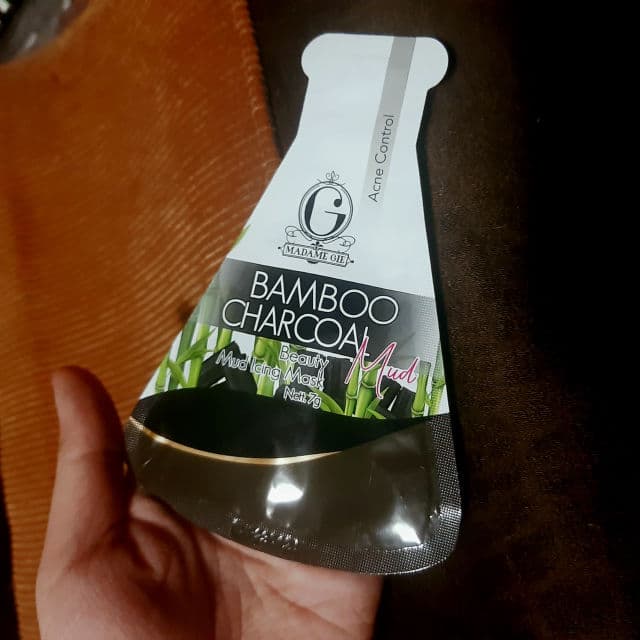 Acne Control
G
MADAME GIE
BAMBOO
CHARCOAL
Mud
Beauty
Mud Icing Mask
Nett 7g